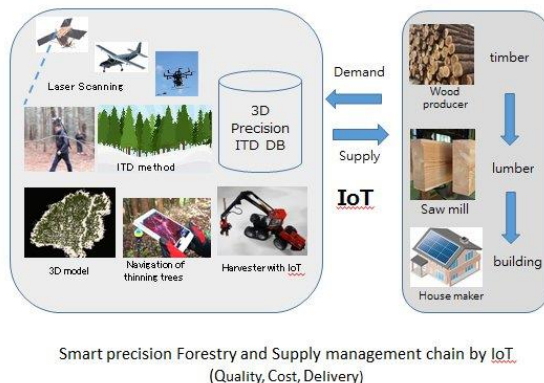 Laser Scanning
ITD method
3D
Precision
ITD DB
3D model
Navigation of
thinning trees
Harvester with IoT
Demand
Supply
IoT
Wood
producer
timber
Saw mill
lumber
House maker
building
Smart precision Forestry and Supply management chain by IoT
(Quality, Cost, Delivery)